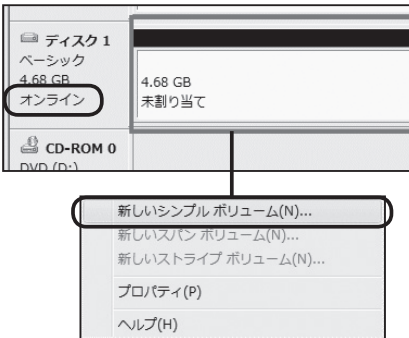 ディスク 1
ベーシック
4.68 GB
オンライン
4.68 GB
未割り当て
CD-ROM 0
DVD (D:)
新しいシンプル ボリューム(N)...
新しいスパン ボリューム(N)...
新しいストライプ ボリューム(N)...
プロパティ(P)
ヘルプ(H)